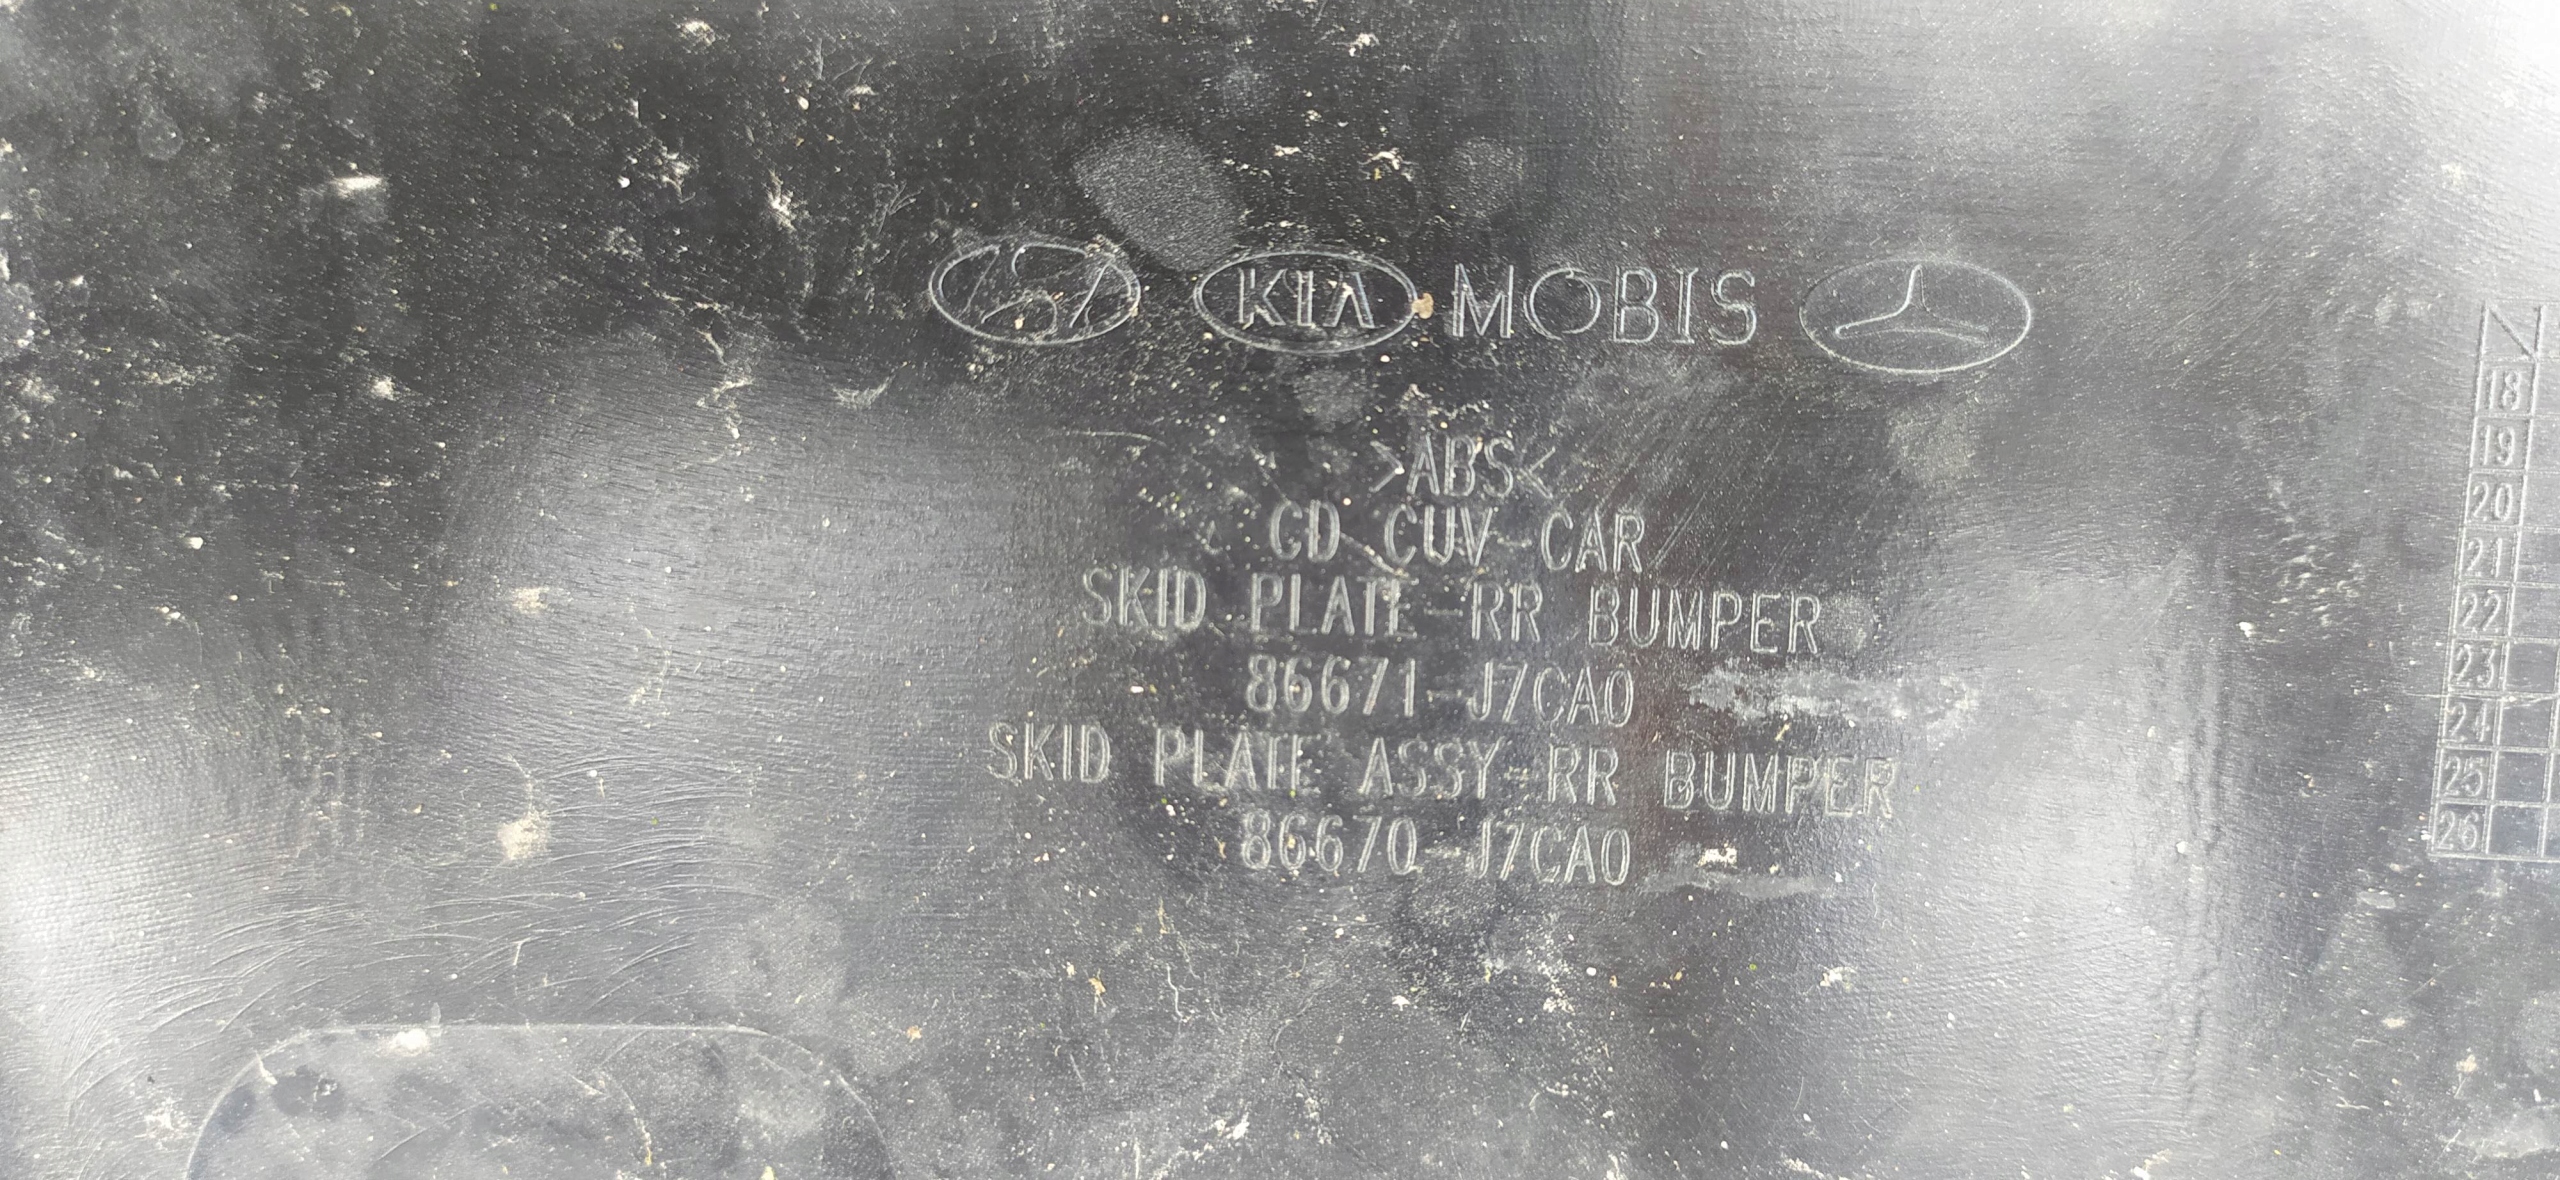 KIA MOBIS
>ABS<
CD CUV-CAR
SKID PLATE-RR BUMPER
86671-J7CA0
SKID PLATE ASSY-RR BUMPER
86670-J7CA0
N
18
19
20
21
22
23
24
25
26